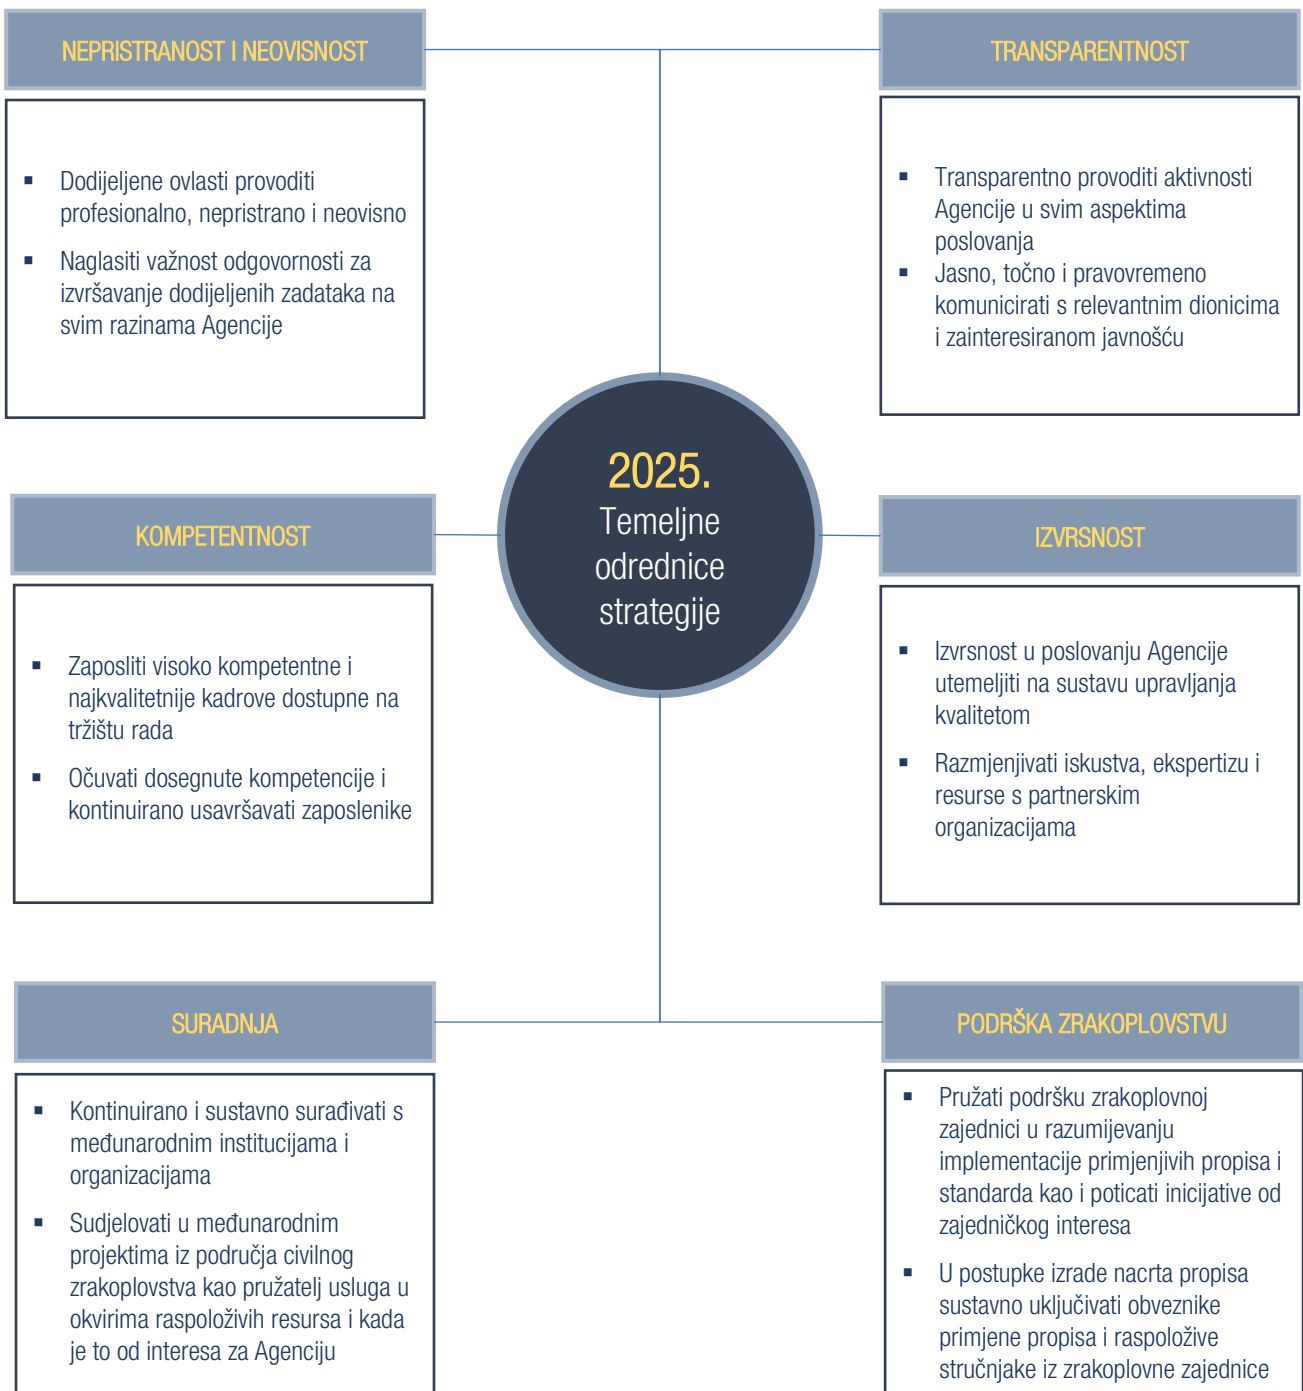 NEPRISTRANOST I NEOVISNOST
▪ Dodijeljene ovlasti provoditi
profesionalno, nepristrano i neovisno
▪ Naglasiti važnost odgovornosti za
izvršavanje dodijeljenih zadataka na
svim razinama Agencije
TRANSPARENTNOST
▪ Transparentno provoditi aktivnosti
Agencije u svim aspektima
poslovanja
▪ Jasno, točno i pravovremeno
komunicirati s relevantnim dionicima
i zainteresiranom javnošću
2025.
Temeljne
odrednice
strategije
KOMPETENTNOST
▪ Zaposliti visoko kompetentne i
najkvalitetnije kadrove dostupne na
tržištu rada
▪ Očuvati dosegnute kompetencije i
kontinuirano usavršavati zaposlenike
IZVRSNOST
▪ Izvrsnost u poslovanju Agencije
utemeljiti na sustavu upravljanja
kvalitetom
▪ Razmjenjivati iskustva, ekspertizu i
resurse s partnerskim
organizacijama
SURADNJA
▪ Kontinuirano i sustavno surađivati s
međunarodnim institucijama i
organizacijama
▪ Sudjelovati u međunarodnim
projektima iz područja civilnog
zrakoplovstva kao pružatelj usluga u
okvirima raspoloživih resursa i kada
je to od interesa za Agenciju
PODRŠKA ZRAKOPLOVSTVU
▪ Pružati podršku zrakoplovnoj
zajednici u razumijevanju
implementacije primjenjivih propisa i
standarda kao i poticati inicijative od
zajedničkog interesa
▪ U postupke izrade nacrta propisa
sustavno uključivati obveznike
primjene propisa i raspoložive
stručnjake iz zrakoplovne zajednice